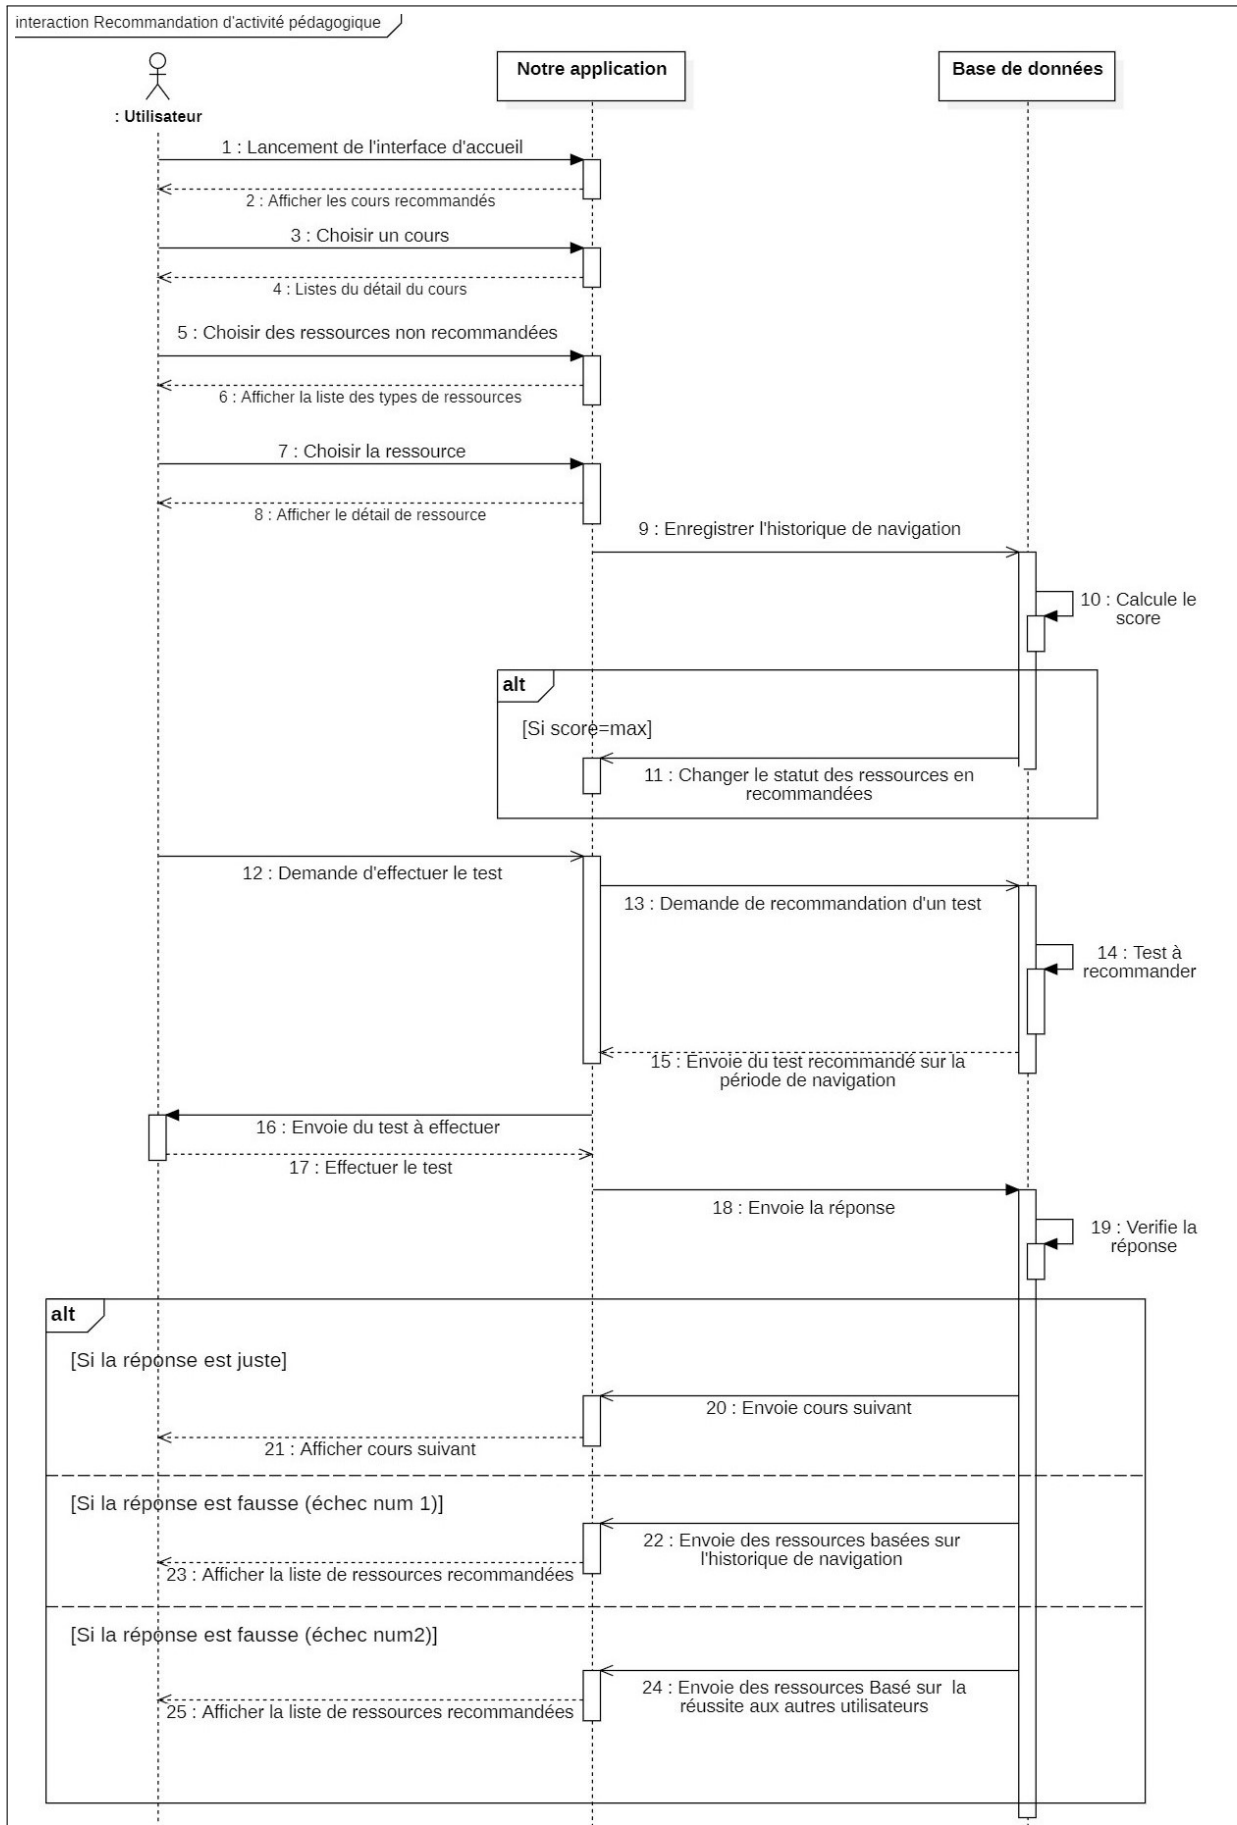 interaction Recommandation d'activité pédagogique
Notre application
Base de données
: Utilisateur
1 : Lancement de l'interface d'accueil
2 : Afficher les cours recommandés
3 : Choisir un cours
4 : Listes du détail du cours
5 : Choisir des ressources non recommandées
6 : Afficher la liste des types de ressources
7 : Choisir la ressource
8 : Afficher le détail de ressource
9 : Enregistrer l'historique de navigation
10 : Calcule le
score
alt
[Si score=max]
11 : Changer le statut des ressources en
recommandées
12 : Demande d'effectuer le test
13 : Demande de recommandation d'un test
14 : Test à
recommander
15 : Envoie du test recommandé sur la
période de navigation
16 : Envoie du test à effectuer
17 : Effectuer le test
18 : Envoie la réponse
19 : Verifie la
réponse
alt
[Si la réponse est juste]
20 : Envoie cours suivant
21 : Afficher cours suivant
[Si la réponse est fausse (échec num 1)]
22 : Envoie des ressources basées sur
l'historique de navigation
23 : Afficher la liste de ressources recommandées
[Si la réponse est fausse (échec num2)]
24 : Envoie des ressources Basé sur la
réussite aux autres utilisateurs
25 : Afficher la liste de ressources recommandées